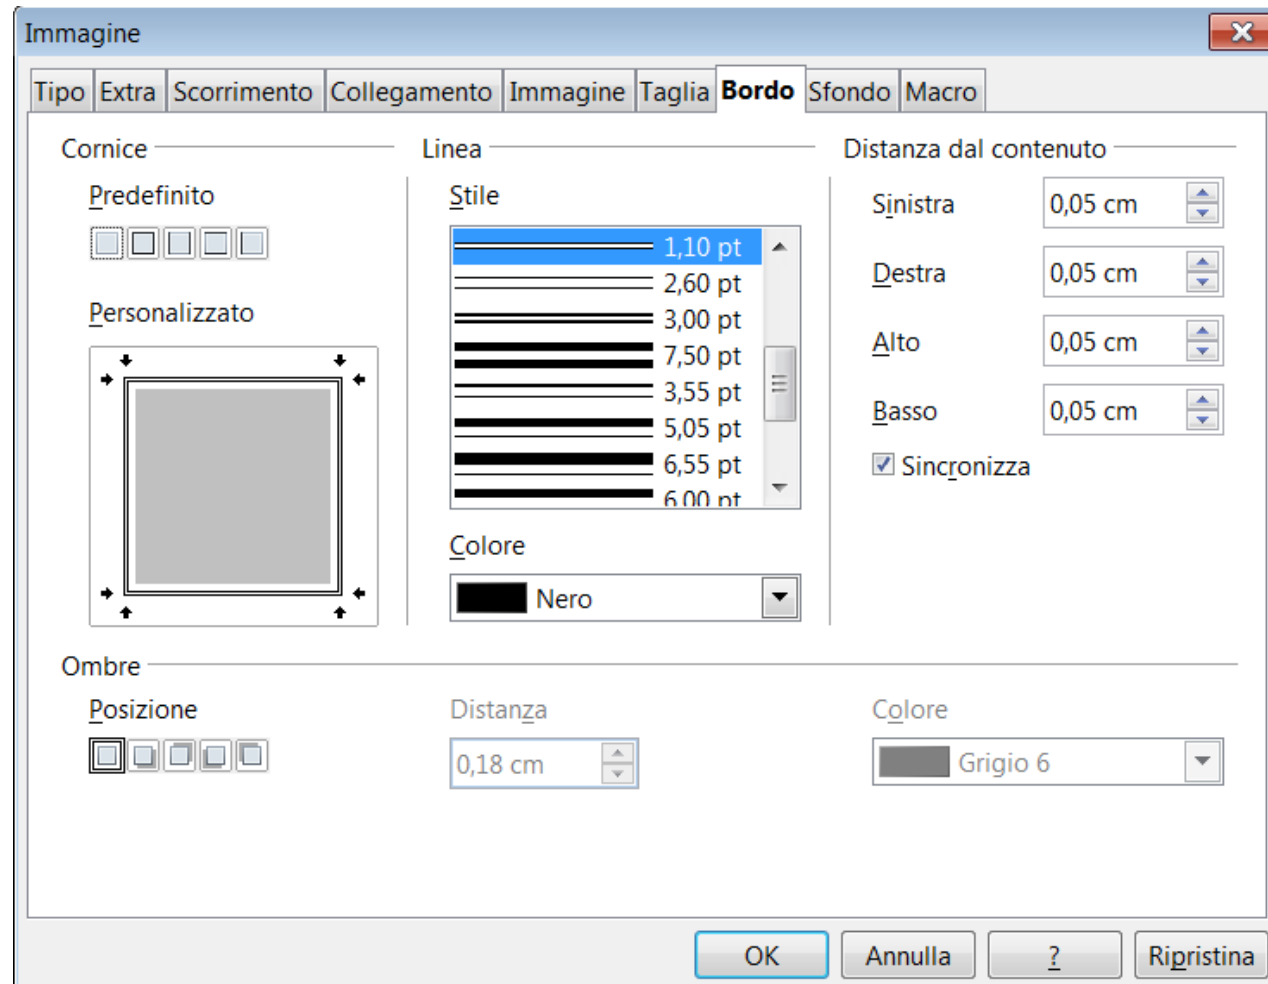 Immagine
Tipo Extra Scorrimento Collegamento Immagine Taglia Bordo Sfondo Macro
Cornice
Predefinito
Personalizzato
Linea
Stile
1,10 pt
2,60 pt
3,00 pt
7,50 pt
3,55 pt
5,05 pt
6,55 pt
6,00 pt
Colore
Nero
Distanza dal contenuto
Sinistra 0,05 cm
Destra 0,05 cm
Alto 0,05 cm
Basso 0,05 cm
Sincronizza
Ombre
Posizione
Distanza
0,18 cm
Colore
Grigio 6
OK Annulla ? Ripristina